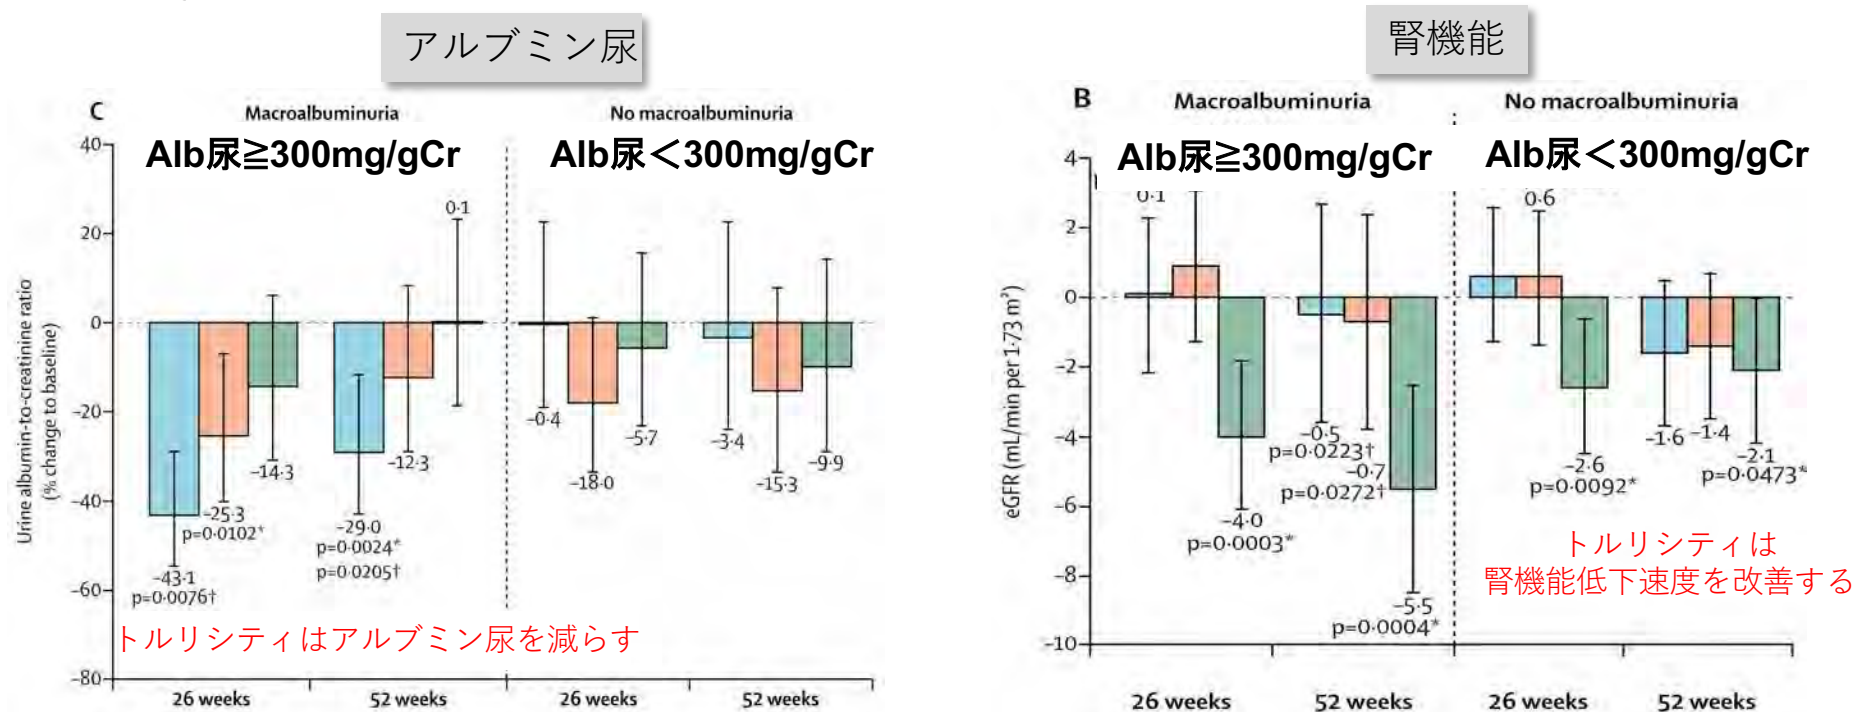 アルブミン尿
C
Macroalbuminuria
No macroalbuminuria
Alb尿≧300mg/gCr
Alb尿＜300mg/gCr
Urine albumin-to-creatinine ratio
(% change to baseline)
40
20
0
-20
-40
-60
-80
-43·1
p=0·0076†
-25·3
p=0·0102*
-14·3
-29·0
p=0·0024*
p=0·0205†
-12·3
0·1
-0·4
-18·0
-5·7
-3·4
-15·3
-9·9
トルリシティはアルブミン尿を減らす
26 weeks
52 weeks
26 weeks
52 weeks
腎機能
B
Macroalbuminuria
No macroalbuminuria
Alb尿≧300mg/gCr
Alb尿＜300mg/gCr
eGFR (mL/min per 1·73 m²)
4
2
0
-2
-4
-6
-8
-10
0·1
-4·0
p=0·0003*
-0·5
p=0·0223†
-0·7
p=0·0272†
-5·5
p=0·0004*
0·6
-2·6
p=0·0092*
-1·6
-1·4
-2·1
p=0·0473*
トルリシティは
腎機能低下速度を改善する
26 weeks
52 weeks
26 weeks
52 weeks